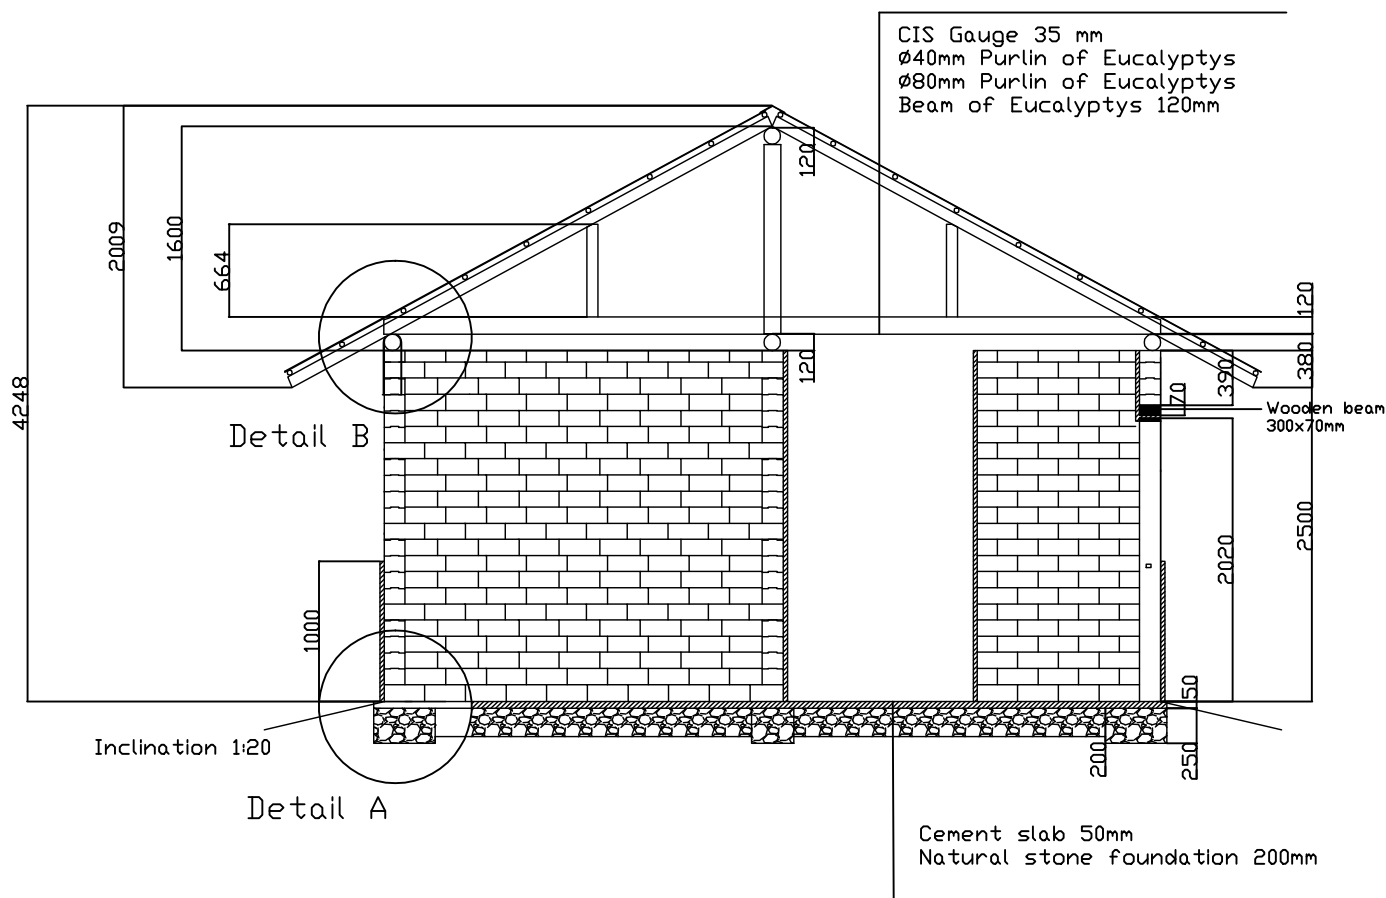 CIS Gauge 35 mm
Ø40mm Purlin of Eucalyptys
Ø80mm Purlin of Eucalyptys
Beam of Eucalyptys 120mm
120
2009
1600
664
120
120
380
390
70
4248
Wooden beam
300x70mm
Detail B
2500
2020
1000
50
Inclination 1:20
200
250
Detail A
Cement slab 50mm
Natural stone foundation 200mm